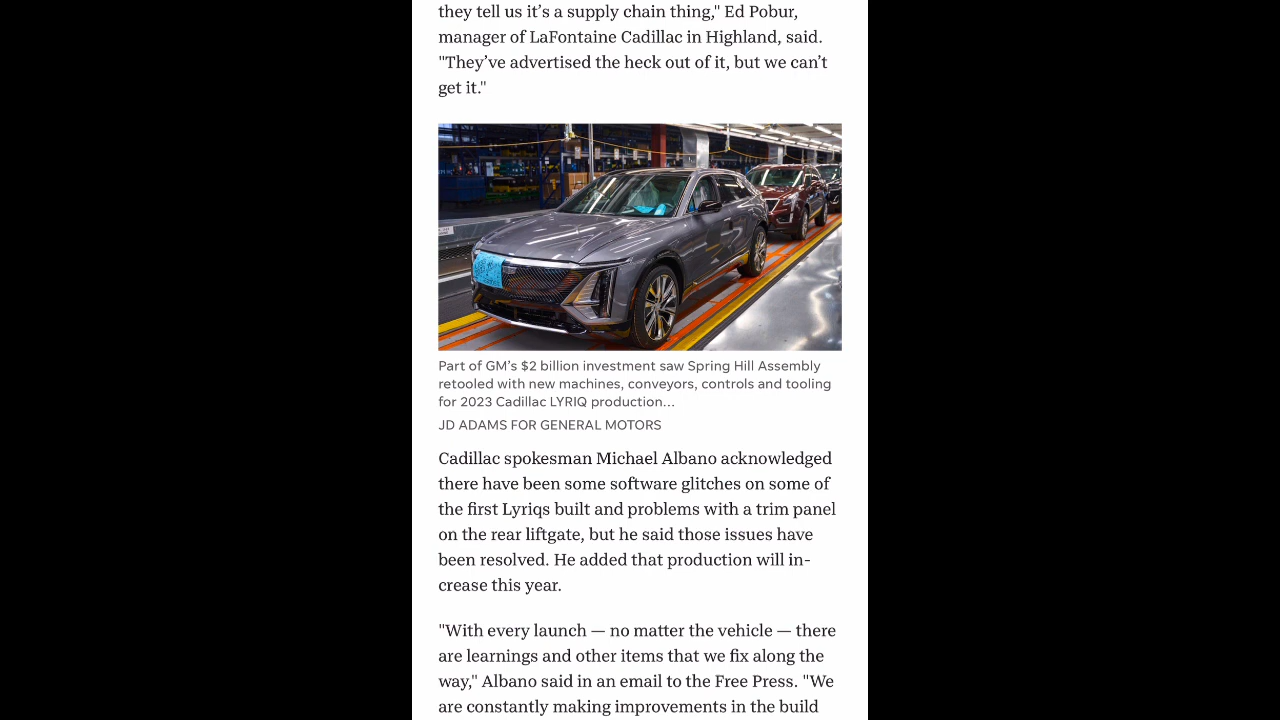 they tell us it’s a supply chain thing," Ed Pobur,
manager of LaFontaine Cadillac in Highland, said.
"They’ve advertised the heck out of it, but we can’t
get it."
Part of GM’s $2 billion investment saw Spring Hill Assembly
retooled with new machines, conveyors, controls and tooling
for 2023 Cadillac LYRIQ production...
JD ADAMS FOR GENERAL MOTORS
Cadillac spokesman Michael Albano acknowledged
there have been some software glitches on some of
the first Lyriqs built and problems with a trim panel
on the rear liftgate, but he said those issues have
been resolved. He added that production will in-
crease this year.
"With every launch — no matter the vehicle — there
are learnings and other items that we fix along the
way," Albano said in an email to the Free Press. "We
are constantly making improvements in the build